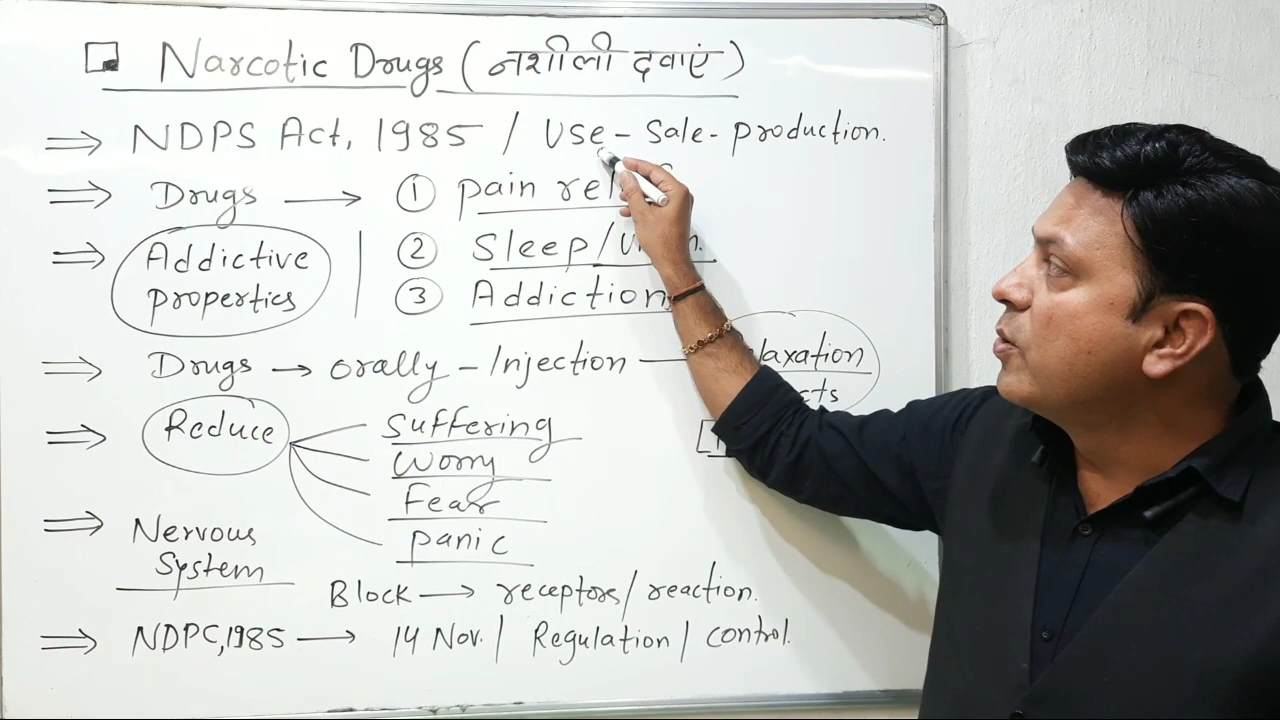 Narcotic Drugs (नशीली दवाएं)
⇒ NDPS Act, 1985 / Use - Sale - production.
⇒ Drugs → ① pain
⇒ Addictive properties | ② Sleep/
③ Addiction
⇒ Drugs → orally - Injection —
⇒ Reduce
Suffering
Worry
Fear
panic
⇒ Nervous
System
Block → receptors/ reaction.
⇒ NDPC, 1985 → 14 Nov. / Regulation / control.